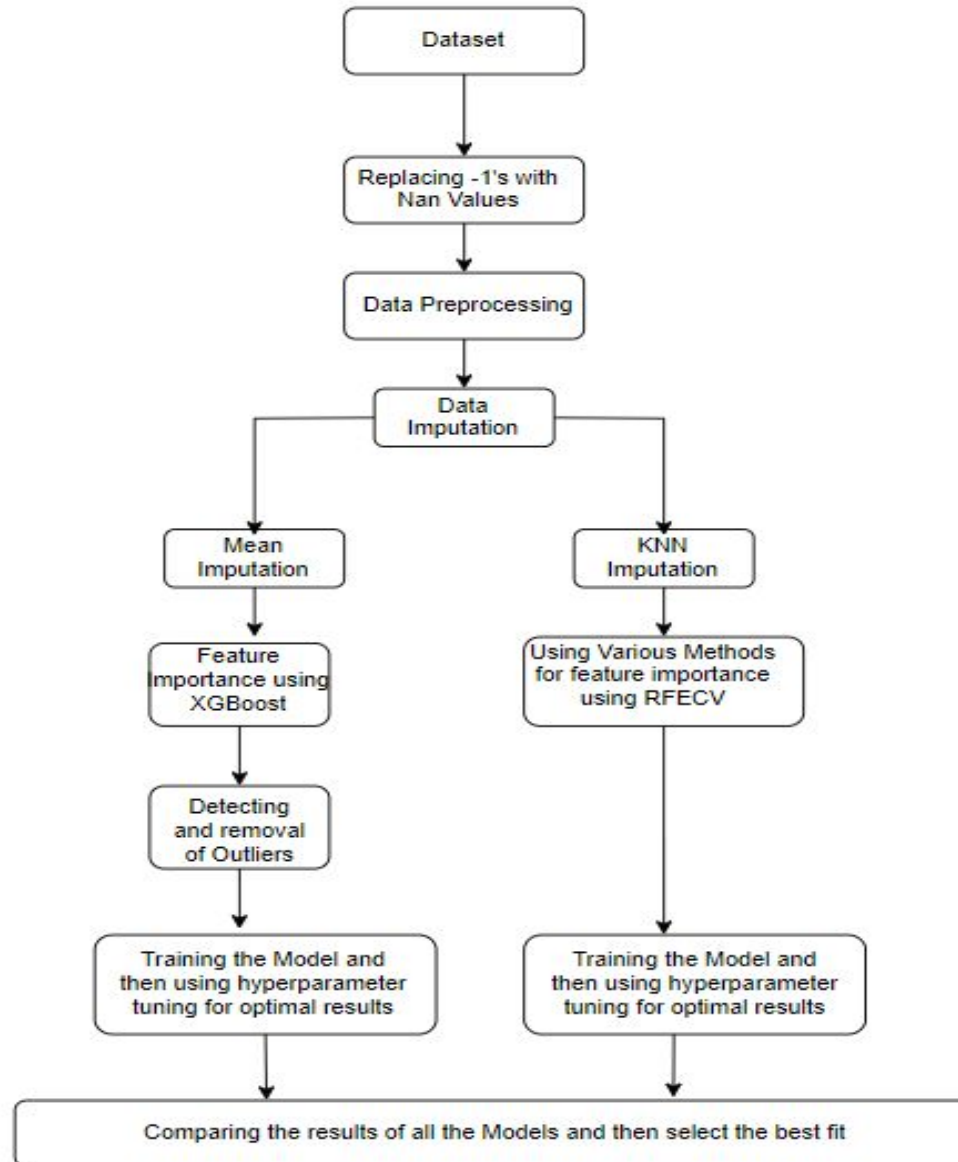 Dataset
Replacing -1's with
Nan Values
Data Preprocessing
Data
Imputation
Mean
Imputation
KNN
Imputation
Feature
Importance using
XGBoost
Using Various Methods
for feature importance
using RFECV
Detecting
and removal
of Outliers
Training the Model and
then using hyperparameter
tuning for optimal results
Training the Model and
then using hyperparameter
tuning for optimal results
Comparing the results of all the Models and then select the best fit